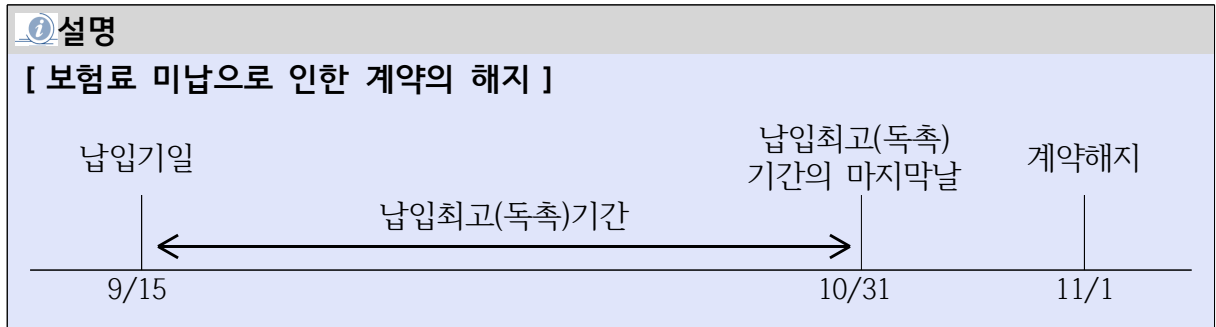 설명
[ 보험료 미납으로 인한 계약의 해지 ]
납입기일
납입최고(독촉)
기간의 마지막날
계약해지
납입최고(독촉)기간
9/15
10/31
11/1